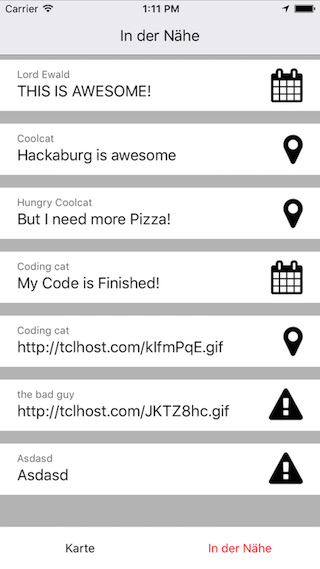 Carrier 1:11 PM
In der Nähe
Lord Ewald
THIS IS AWESOME!
Coolcat
Hackaburg is awesome
Hungry Coolcat
But I need more Pizza!
Coding cat
My Code is Finished!
Coding cat
http://tclhost.com/kIfmPqE.gif
the bad guy
http://tclhost.com/JKTZ8hc.gif
Asdasd
Asdasd
Karte In der Nähe